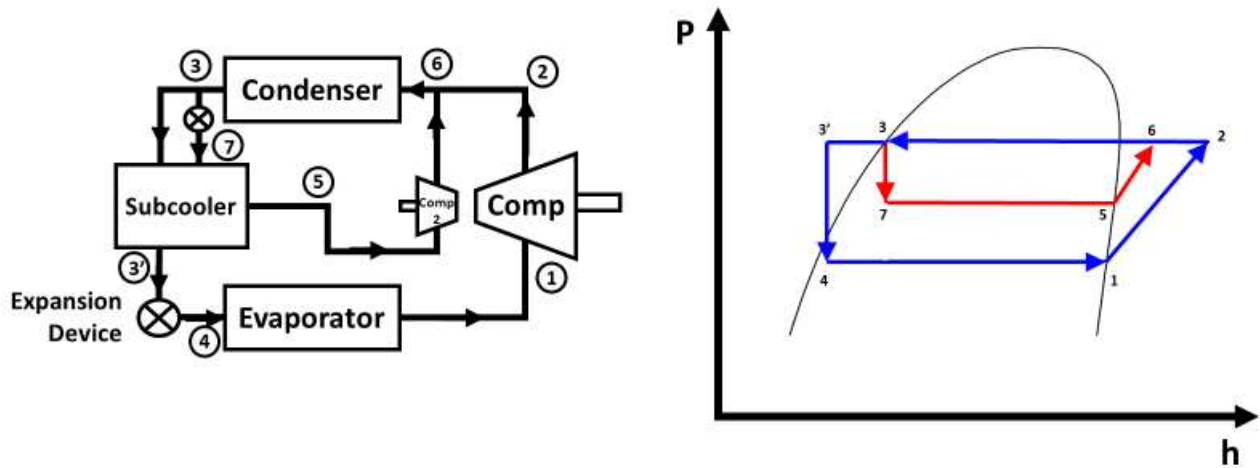 3
Condenser
6
2
7
Subcooler
5
Comp
2
Comp
3'
1
Expansion
Device
4
Evaporator
P
3'
3
6
2
7
5
4
1
h